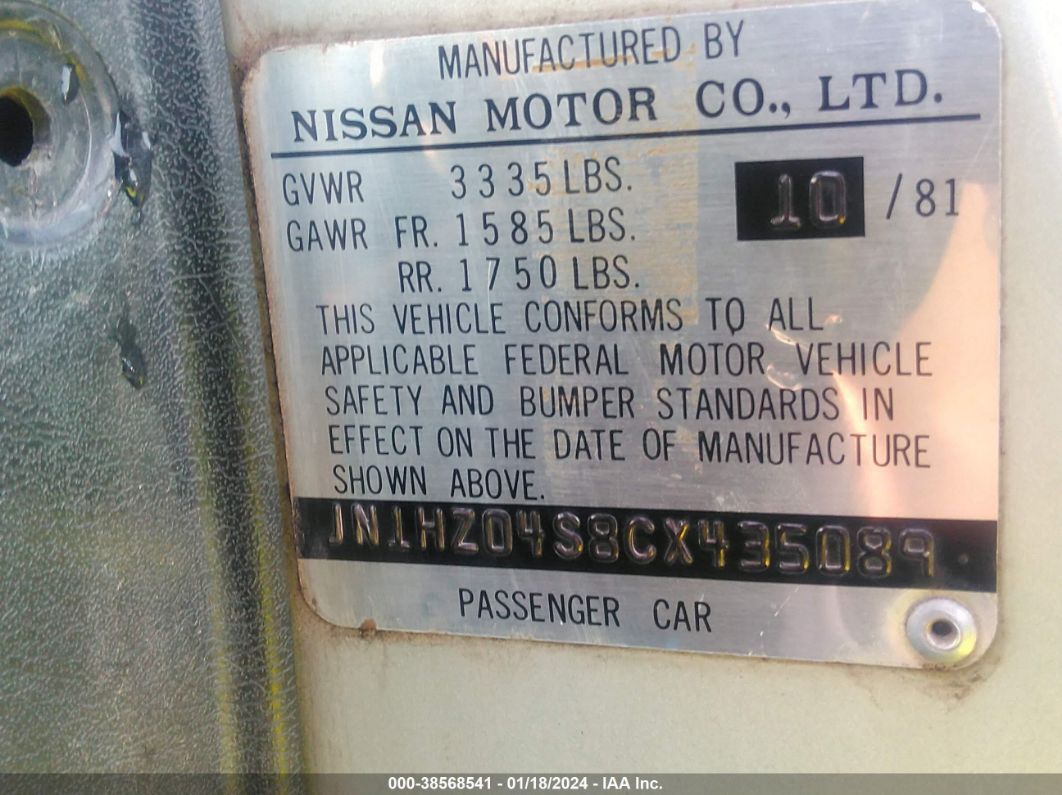 MANUFACTURED BY
NISSAN MOTOR CO., LTD.
GVWR 3335 LBS. 10 / 81
GAWR FR. 1585 LBS.
RR. 1750 LBS.
THIS VEHICLE CONFORMS TO ALL
APPLICABLE FEDERAL MOTOR VEHICLE
SAFETY AND BUMPER STANDARDS IN
EFFECT ON THE DATE OF MANUFACTURE
SHOWN ABOVE.
JN1HZ04S8CX435089
PASSENGER CAR
000-38568541 - 01/18/2024 - IAA Inc.